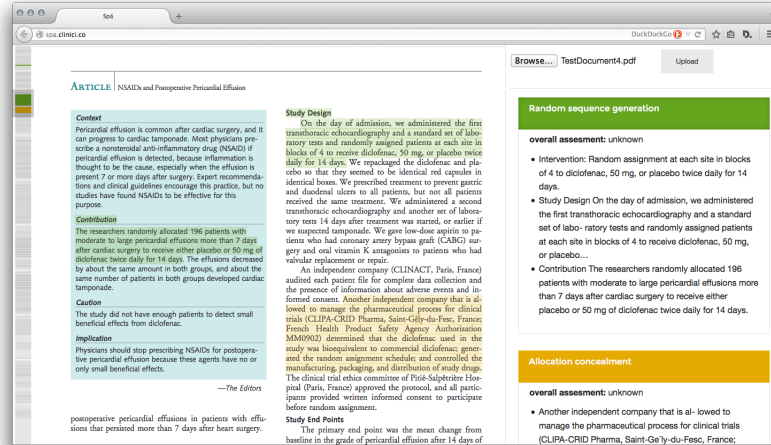 Spá
spa.clinici.co
DuckDuckGo
Browse... TestDocument4.pdf
Upload
ARTICLE NSAIDs and Postoperative Pericardial Effusion
Context
Pericardial effusion is common after cardiac surgery, and it
can progress to cardiac tamponade. Most physicians pre-
scribe a nonsteroidal anti-inflammatory drug (NSAID) if
pericardial effusion is detected, because inflammation is
thought to be the cause, especially when the effusion is
present 7 or more days after surgery. Expert recommenda-
tions and clinical guidelines encourage this practice, but no
studies have found NSAIDs to be effective for this
purpose.
Contribution
The researchers randomly allocated 196 patients with
moderate to large pericardial effusions more than 7 days
after cardiac surgery to receive either placebo or 50 mg of
diclofenac twice daily for 14 days. The effusions decreased
by about the same amount in both groups, and about the
same number of patients in both groups developed cardiac
tamponade.
Caution
The study did not have enough patients to detect small
beneficial effects from diclofenac.
Implication
Physicians should stop prescribing NSAIDs for postopera-
tive pericardial effusion because these agents have no or
only small beneficial effects.
—The Editors
postoperative pericardial effusions in patients with effu-
sions that persisted more than 7 days after heart surgery.
Study Design
On the day of admission, we administered the first
transthoracic echocardiography and a standard set of labo-
ratory tests and randomly assigned patients at each site in
blocks of 4 to receive diclofenac, 50 mg, or placebo twice
daily for 14 days. We repackaged the diclofenac and pla-
cebo so that they seemed to be identical red capsules in
identical boxes. We prescribed treatment to prevent gastric
and duodenal ulcers to all patients, but not all patients
received the same treatment. We administered a second
transthoracic echocardiography and another set of labora-
tory tests 14 days after treatment was started, or earlier if
we suspected tamponade. We gave low-dose aspirin to pa-
tients who had coronary artery bypass graft (CABG) sur-
gery and oral vitamin K antagonists to patients who had
valvular replacement or repair.
An independent company (CLINACT, Paris, France)
audited each patient file for complete data collection and
the presence of information about adverse events and in-
formed consent. Another independent company that is al-
lowed to manage the pharmaceutical process for clinical
trials (CLIPA-CRID Pharma, Saint-Gély-du-Fesc, France;
French Health Product Safety Agency Authorization
MM0902) determined that the diclofenac used in the
study was bioequivalent to commercial diclofenac; gener-
ated the random assignment schedule; and controlled the
manufacturing, packaging, and distribution of study drugs.
The clinical trial ethics committee of Pitié-Salpêtrière Hos-
pital (Paris, France) approved the protocol, and all partic-
ipants provided written informed consent to participate
before random assignment.
Study End Points
The primary end point was the mean change from
baseline in the grade of pericardial effusion after 14 days of
Random sequence generation
overall assesment: unknown
• Intervention: Random assignment at each site in blocks
of 4 to diclofenac, 50 mg, or placebo twice daily for 14
days.
• Study Design On the day of admission, we administered
the first transthoracic echocardiography and a standard
set of labo- ratory tests and randomly assigned patients
at each site in blocks of 4 to receive diclofenac, 50 mg,
or placebo…
• Contribution The researchers randomly allocated 196
patients with moderate to large pericardial effusions more
than 7 days after cardiac surgery to receive either
placebo or 50 mg of diclofenac twice daily for 14 days.
Allocation concealment
overall assesment: unknown
• Another independent company that is al- lowed to
manage the pharmaceutical process for clinical trials
(CLIPA-CRID Pharma, Saint-Ge´ly-du-Fesc, France;